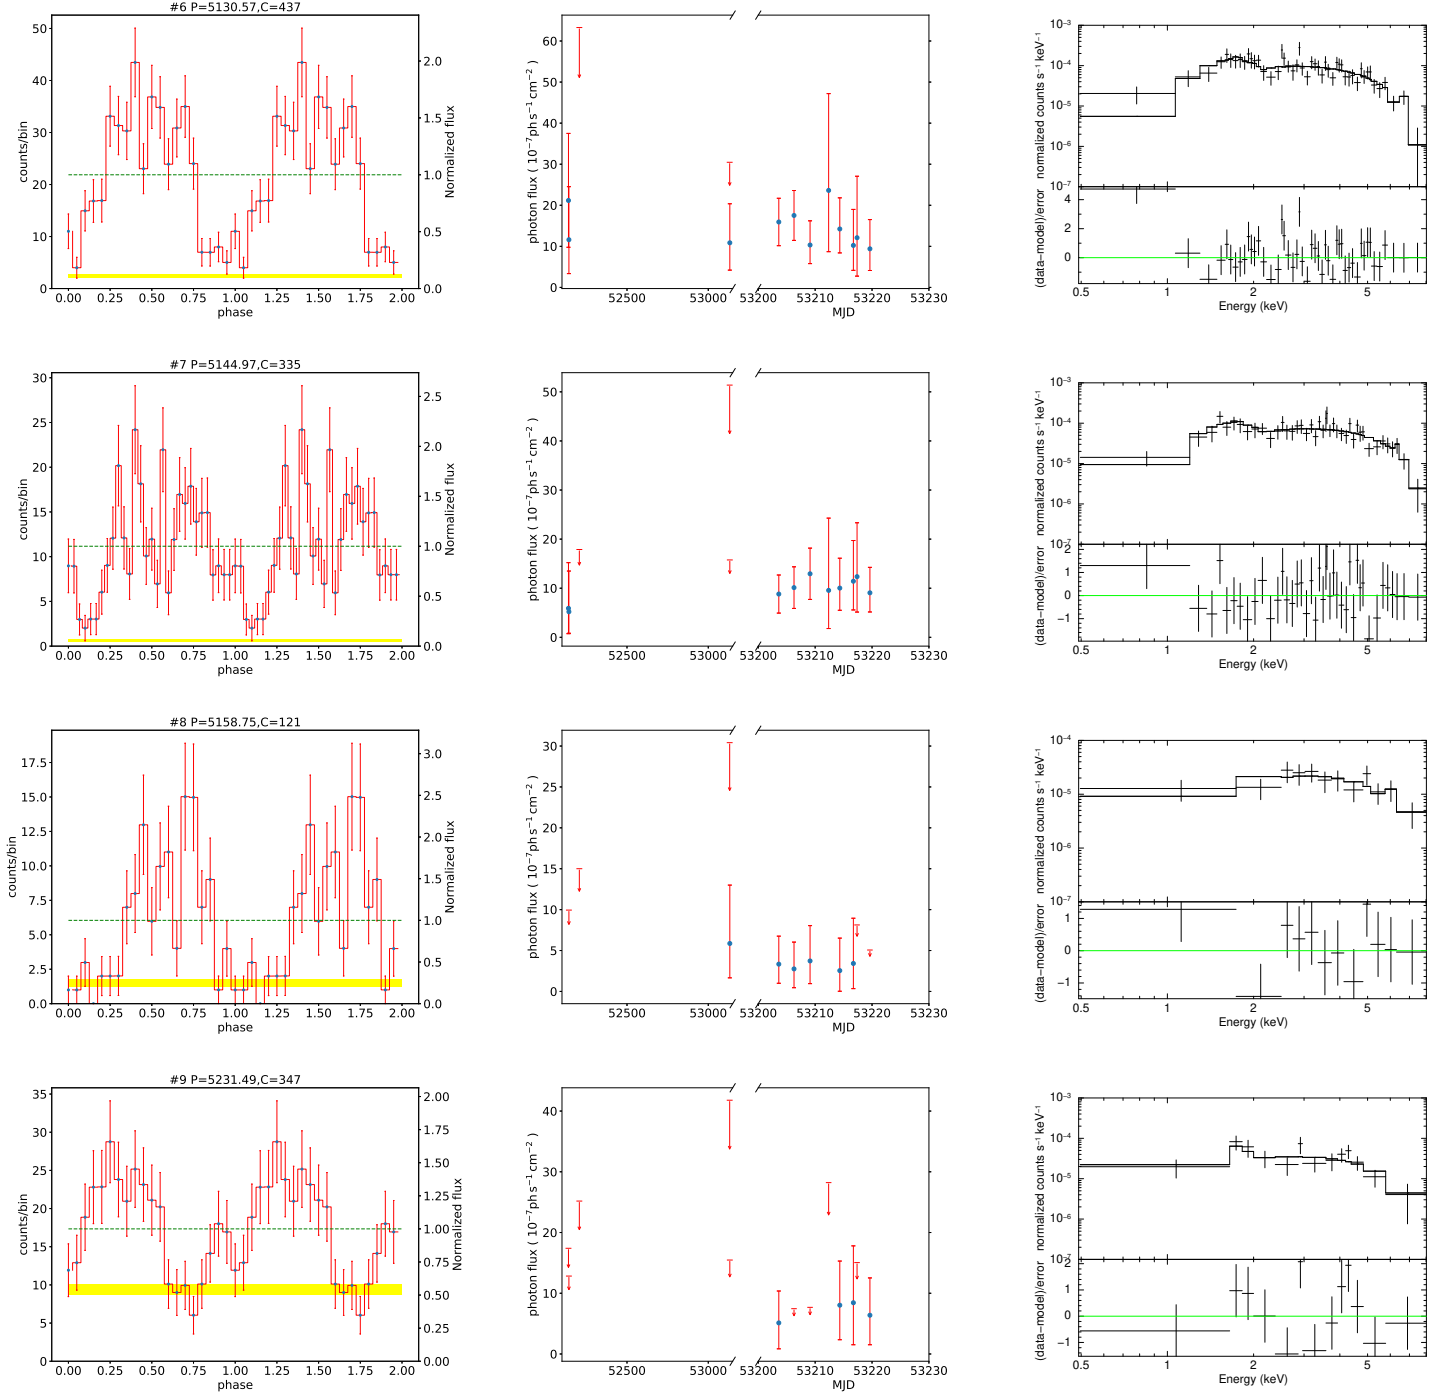 #6 P=5130.57,C=437
counts/bin
50
40
30
20
10
0
0.00 0.25 0.50 0.75 1.00 1.25 1.50 1.75 2.00
phase
2.0
1.5
1.0
0.5
0.0
Normalized flux
photon flux ( 10⁻⁷ph s⁻¹ cm⁻²)
60
50
40
30
20
10
0
52500 53000 53200 53210 53220 53230
MJD
normalized counts s⁻¹ keV⁻¹
10⁻³
10⁻⁴
10⁻⁵
10⁻⁶
10⁻⁷
(data−model)/error
4
2
0
0.5 1 2 5
Energy (keV)
#7 P=5144.97,C=335
counts/bin
30
25
20
15
10
5
0
0.00 0.25 0.50 0.75 1.00 1.25 1.50 1.75 2.00
phase
2.5
2.0
1.5
1.0
0.5
0.0
Normalized flux
photon flux ( 10⁻⁷ph s⁻¹ cm⁻²)
50
40
30
20
10
0
52500 53000 53200 53210 53220 53230
MJD
normalized counts s⁻¹ keV⁻¹
10⁻³
10⁻⁴
10⁻⁵
10⁻⁶
10⁻⁷
(data−model)/error
2
1
0
−1
0.5 1 2 5
Energy (keV)
#8 P=5158.75,C=121
counts/bin
17.5
15.0
12.5
10.0
7.5
5.0
2.5
0.0
0.00 0.25 0.50 0.75 1.00 1.25 1.50 1.75 2.00
phase
3.0
2.5
2.0
1.5
1.0
0.5
0.0
Normalized flux
photon flux ( 10⁻⁷ph s⁻¹ cm⁻²)
30
25
20
15
10
5
0
52500 53000 53200 53210 53220 53230
MJD
normalized counts s⁻¹ keV⁻¹
10⁻⁴
10⁻⁵
10⁻⁶
10⁻⁷
(data−model)/error
1
0
−1
0.5 1 2 5
Energy (keV)
#9 P=5231.49,C=347
counts/bin
35
30
25
20
15
10
5
0
0.00 0.25 0.50 0.75 1.00 1.25 1.50 1.75 2.00
phase
2.00
1.75
1.50
1.25
1.00
0.75
0.50
0.25
0.00
Normalized flux
photon flux ( 10⁻⁷ph s⁻¹ cm⁻²)
40
30
20
10
0
52500 53000 53200 53210 53220 53230
MJD
normalized counts s⁻¹ keV⁻¹
10⁻³
10⁻⁴
10⁻⁵
10⁻⁶
10⁻⁷
(data−model)/error
2
1
0
−1
0.5 1 2 5
Energy (keV)